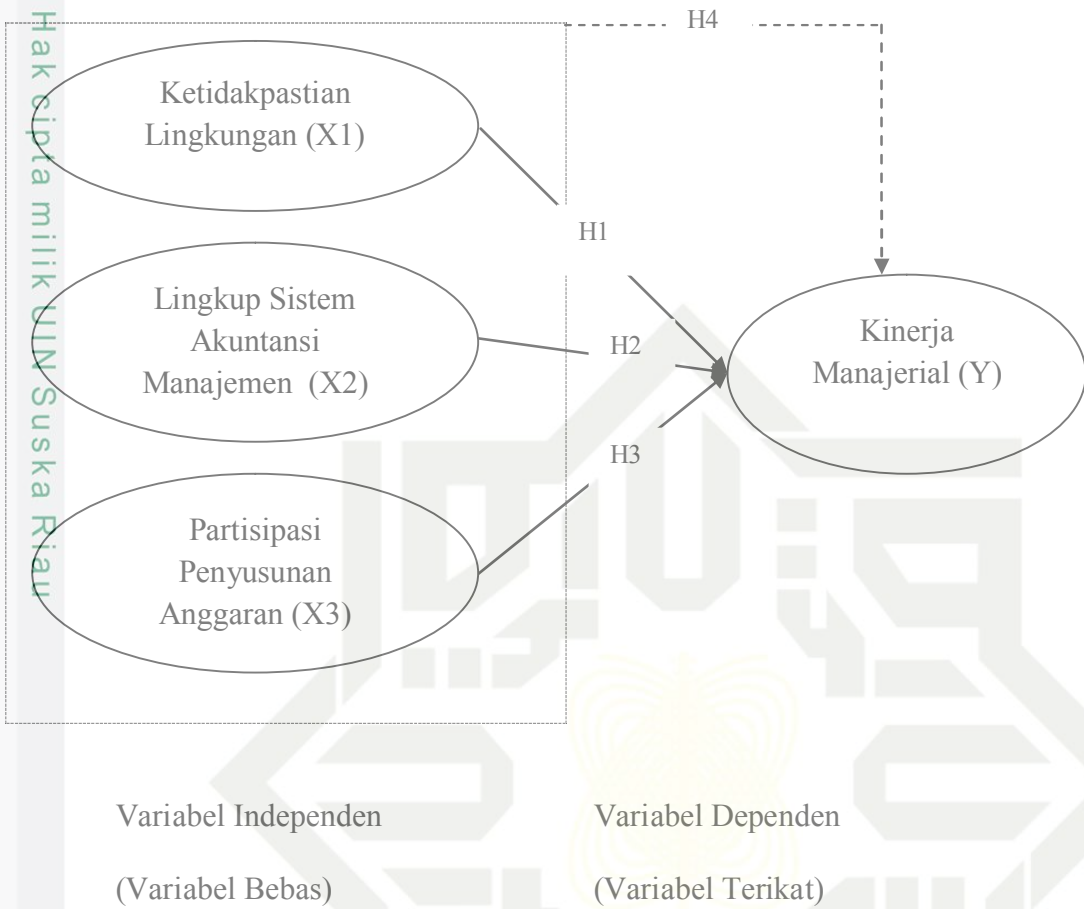 Hak cipta milik UIN Suska Riau
H4
Ketidakpastian
Lingkungan (X1)
H1
Lingkup Sistem
Akuntansi
Manajemen (X2)
H2
Kinerja
Manajerial (Y)
H3
Partisipasi
Penyusunan
Anggaran (X3)
Variabel Independen
Variabel Dependen
(Variabel Bebas)
(Variabel Terikat)